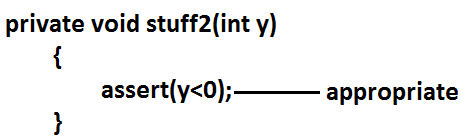 private void stuff2(int y)
{
assert(y<0); appropriate
}